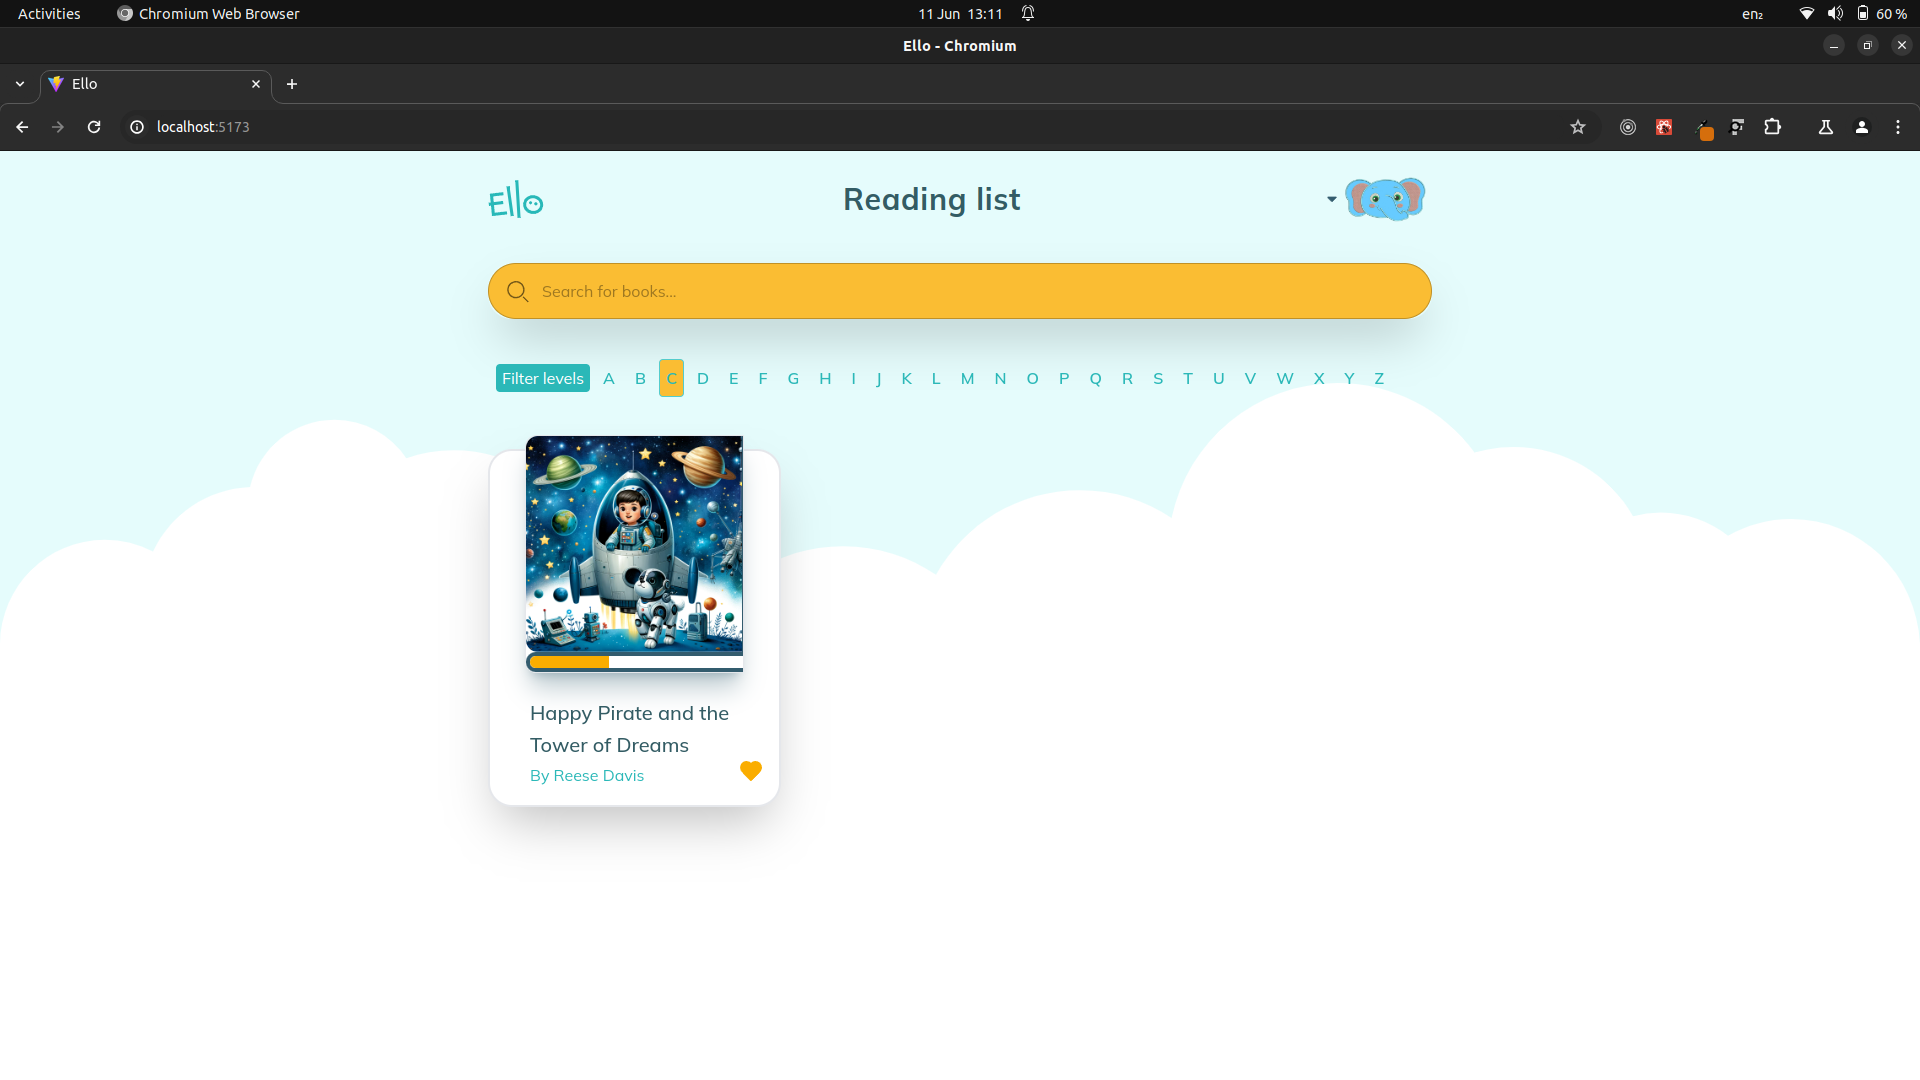 Activities Chromium Web Browser 11 Jun 13:11 en₂ 60 %
Ello - Chromium
Ello
localhost:5173
Ello Reading list
Search for books...
Filter levels A B C D E F G H I J K L M N O P Q R S T U V W X Y Z
Happy Pirate and the
Tower of Dreams
By Reese Davis